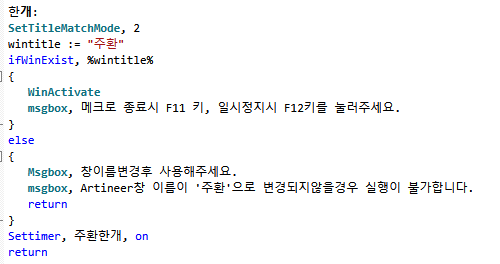 한개:
SetTitleMatchMode, 2
wintitle := "주환"
ifWinExist, %wintitle%
{
WinActivate
msgbox, 메크로 종료시 F11 키, 일시정지시 F12키를 눌러주세요.
}
else
{
Msgbox, 창이름변경후 사용해주세요.
msgbox, Artineer창 이름이 '주환'으로 변경되지않을경우 실행이 불가합니다.
return
}
Settimer, 주환한개, on
return